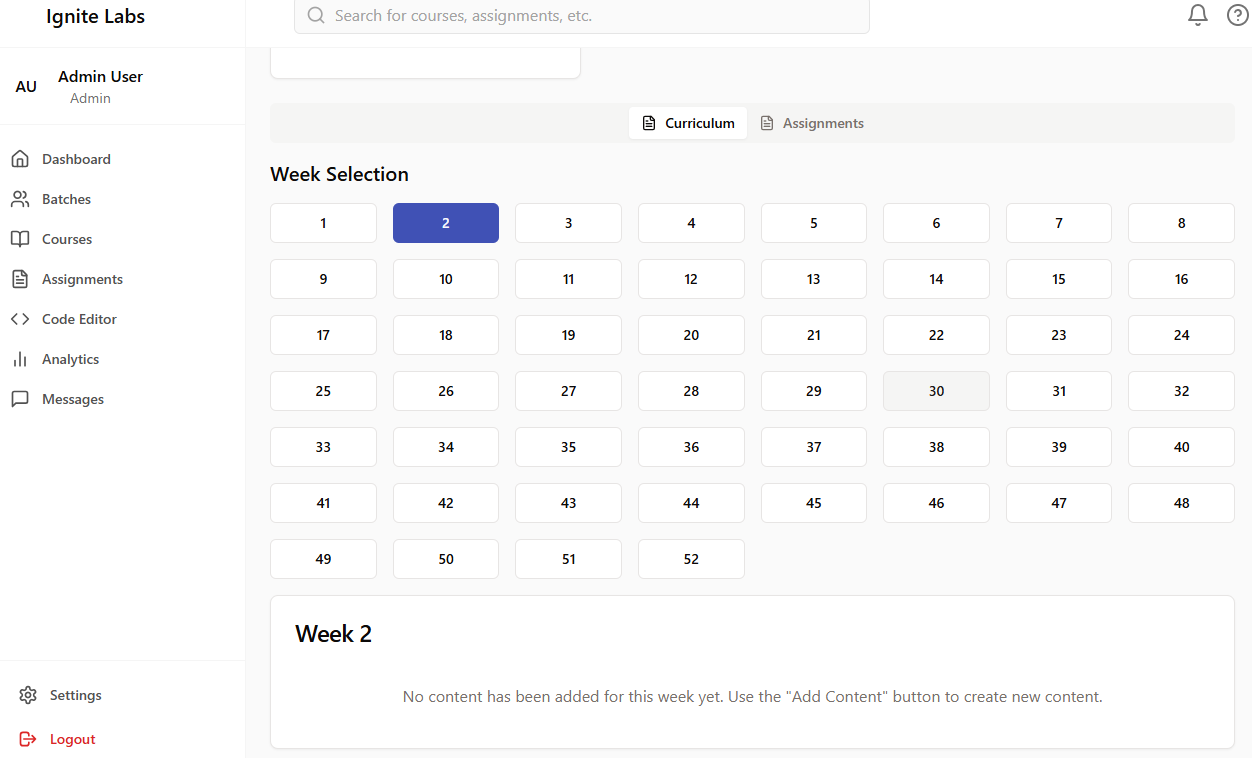 Ignite Labs
Search for courses, assignments, etc.
AU
Admin User
Admin
Dashboard
Batches
Courses
Assignments
Code Editor
Analytics
Messages
Settings
Logout
Curriculum
Assignments
Week Selection
1 2 3 4 5 6 7 8
9 10 11 12 13 14 15 16
17 18 19 20 21 22 23 24
25 26 27 28 29 30 31 32
33 34 35 36 37 38 39 40
41 42 43 44 45 46 47 48
49 50 51 52
Week 2
No content has been added for this week yet. Use the "Add Content" button to create new content.